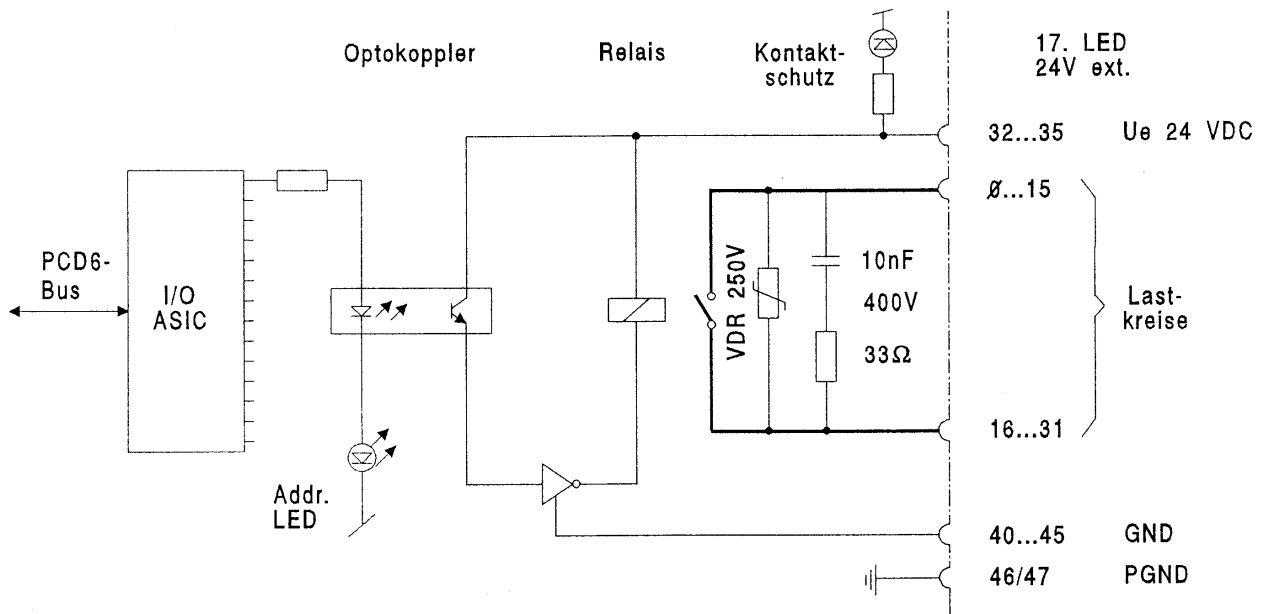 Optokoppler
Relais
Kontakt-
schutz
17. LED
24V ext.
32...35 Ue 24 VDC
Ø...15
PCD6-
Bus
I/O
ASIC
VDR 250V
10nF
400V
33Ω
Last-
kreise
16...31
Addr.
LED
40...45 GND
46/47 PGND